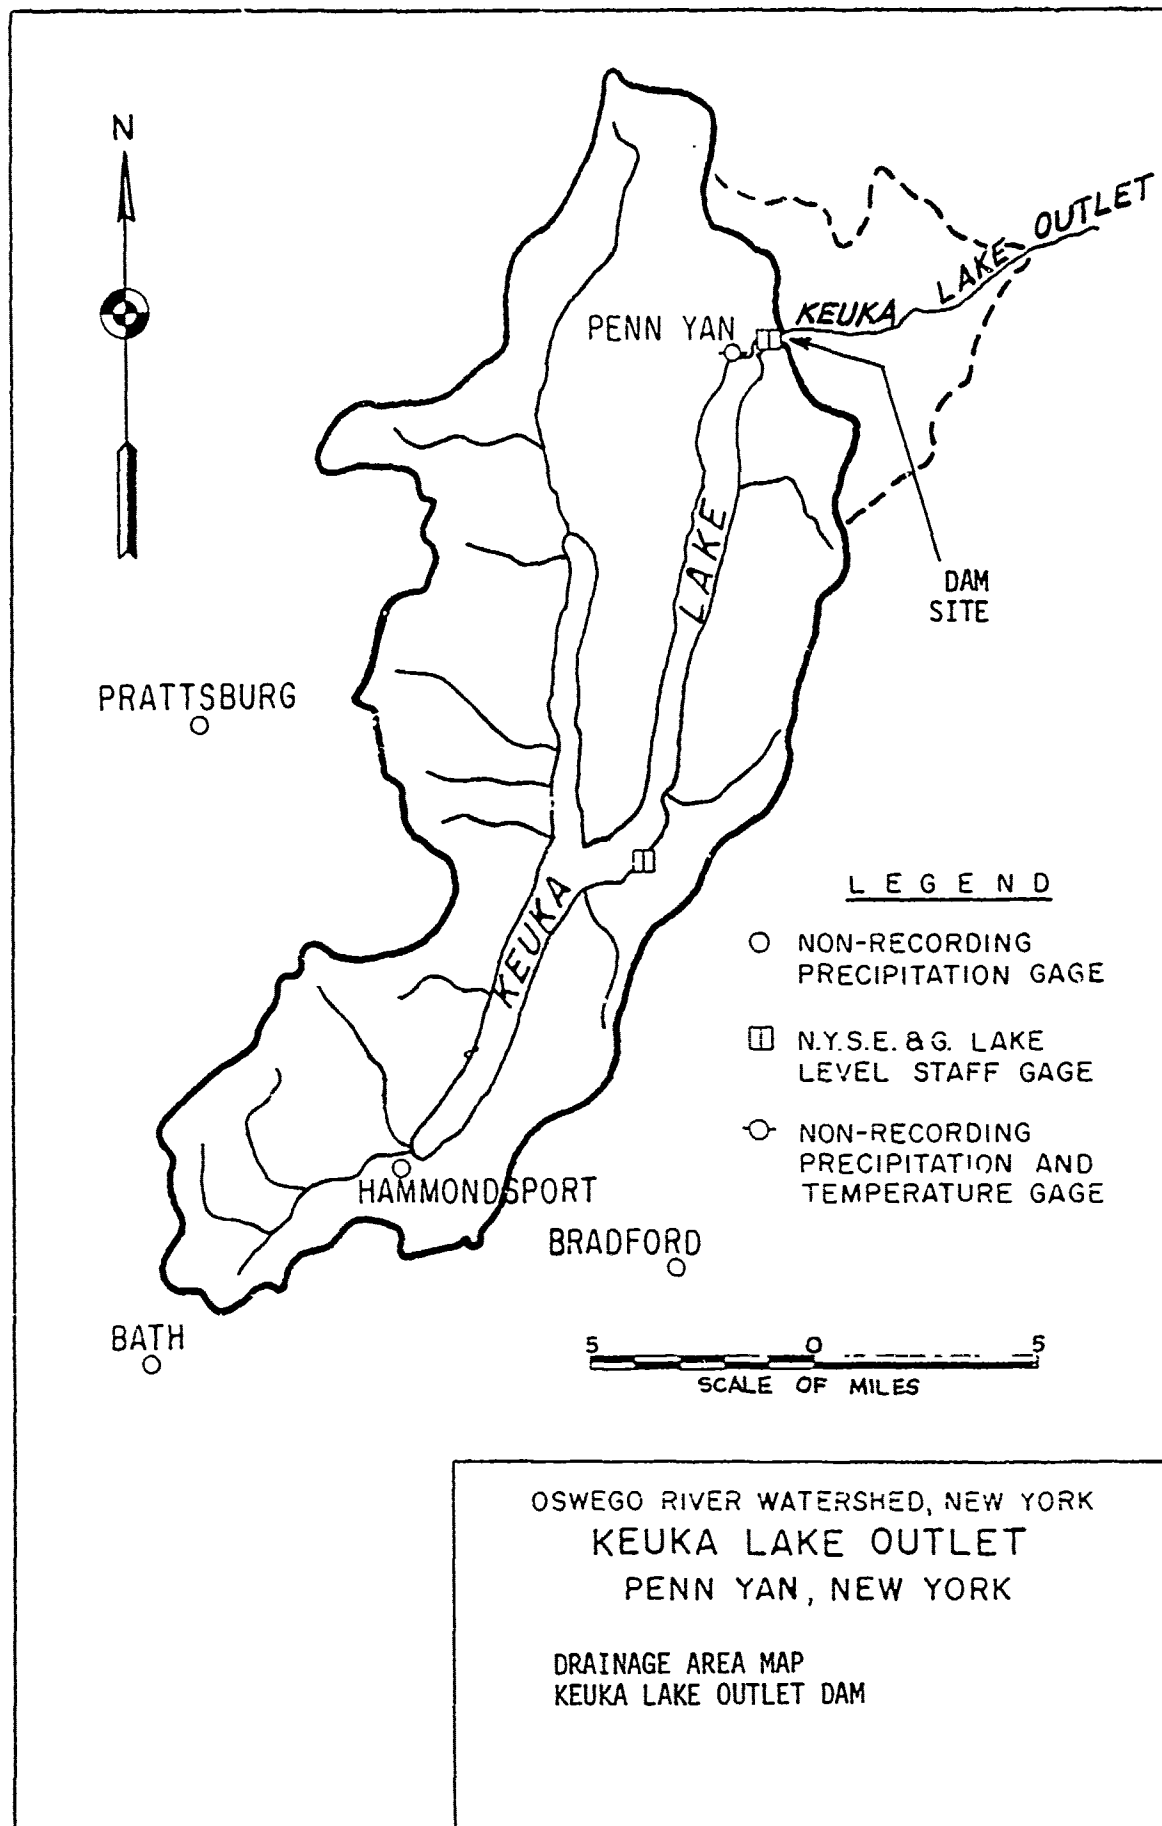 N
KEUKA LAKE OUTLET
PENN YAN
LAKE
DAM
SITE
PRATTSBURG
KEUKA
L E G E N D
NON-RECORDING
PRECIPITATION GAGE
N.Y.S.E. & G. LAKE
LEVEL STAFF GAGE
NON-RECORDING
PRECIPITATION AND
TEMPERATURE GAGE
HAMMONDSPORT
BRADFORD
BATH
5 0 5
SCALE OF MILES
OSWEGO RIVER WATERSHED, NEW YORK
KEUKA LAKE OUTLET
PENN YAN, NEW YORK
DRAINAGE AREA MAP
KEUKA LAKE OUTLET DAM